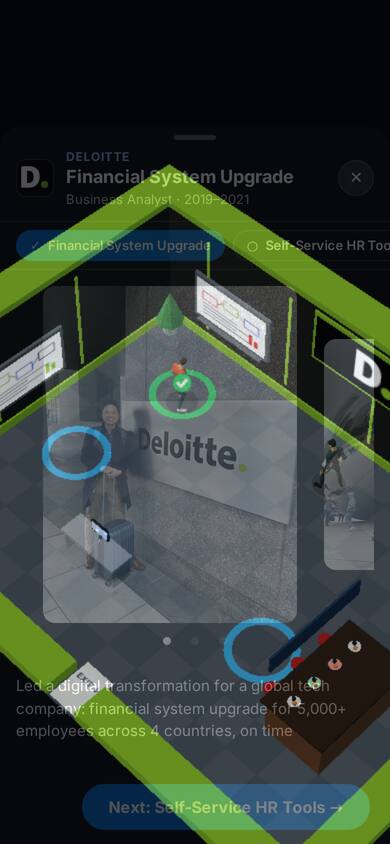 DELOITTE
D.
Financial System Upgrade
Business Analyst · 2019–2021
✓ Financial System Upgrade
Self-Service HR Too
D
Deloitte.
Led a digital transformation for a global tech
company: financial system upgrade for 5,000+
employees across 4 countries, on time
Next: Self-Service HR Tools →